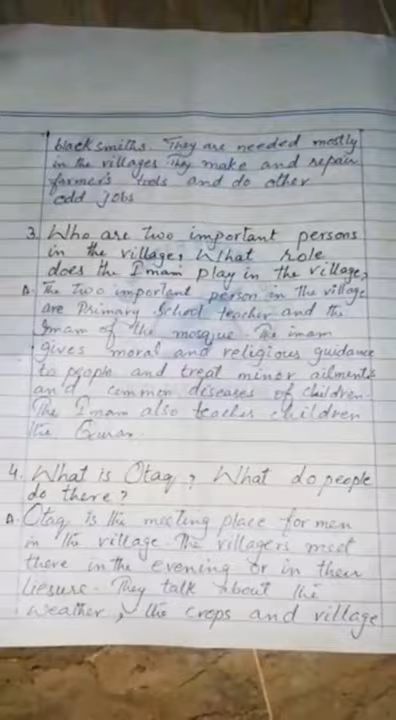 blacksmiths. They are needed mostly
in the villages They make and repair
farmer's tools and do other
odd jobs
3. Who are two important persons
in the village, What role
does the Imam play in the village,
A. The two important person in the village
are Primary School teacher and the
Imam of the mosque The imam
gives moral and religious guidance
to people and treat minor ailments
and common diseases of children.
The Imam also teaches children
the Quran.
4. What is Otaq, What do people
do there?
A. Otaq is the meeting place for men
in the village The villagers meet
there in the evening or in their
liesure. They talk about the
weather, the crops and village